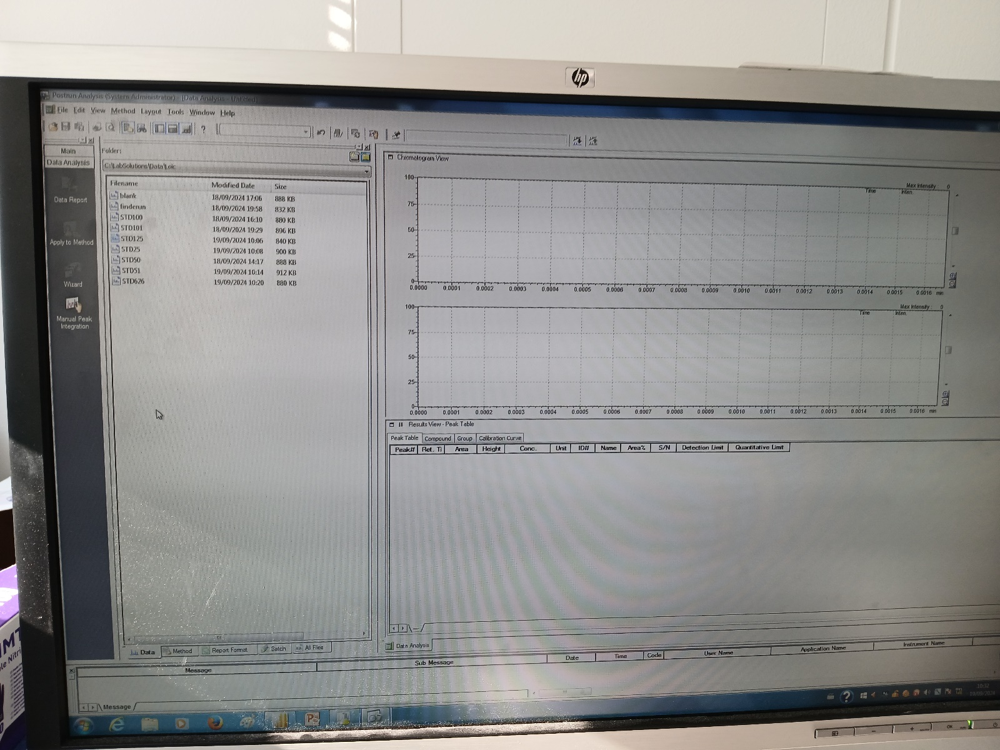 hp
Postrun Analysis (System Administrator) - [Data Analysis - Untitled]
File Edit View Method Layout Tools Window Help
?
Main
Data Analysis
Data Report
Apply to Method
Wizard
Manual Peak
Integration
Folder:
C:\LabSolutions\Data\Loic
Filename Modified Date Size
blank 18/09/2024 17:06 888 KB
finderun 18/09/2024 19:58 832 KB
STD100 18/09/2024 16:10 880 KB
STD101 18/09/2024 19:29 896 KB
STD125 19/09/2024 10:06 840 KB
STD25 19/09/2024 10:08 900 KB
STD50 18/09/2024 14:17 888 KB
STD51 19/09/2024 10:14 912 KB
STD626 19/09/2024 10:20 880 KB
Data Method Report Format Batch All Files
Chromatogram View
Max Intensity 0
Time Inten.
100
75
50
25
0
0.0000 0.0001 0.0002 0.0003 0.0004 0.0005 0.0006 0.0007 0.0008 0.0009 0.0010 0.0011 0.0012 0.0013 0.0014 0.0015 0.0016 min
Max Intensity : 0
Time Inten.
100
75
50
25
0
0.0000 0.0001 0.0002 0.0003 0.0004 0.0005 0.0006 0.0007 0.0008 0.0009 0.0010 0.0011 0.0012 0.0013 0.0014 0.0015 0.0016 min
Results View - Peak Table
Peak Table Compound Group Calibration Curve
Peak# Ret. Ti Area Height Conc. Unit ID# Name Area% S/N Detection Limit Quantitative Limit
Data Analysis
Message Sub Message Date Time Code User Name Application Name Instrument Name
Message
10:32
19/09/2024